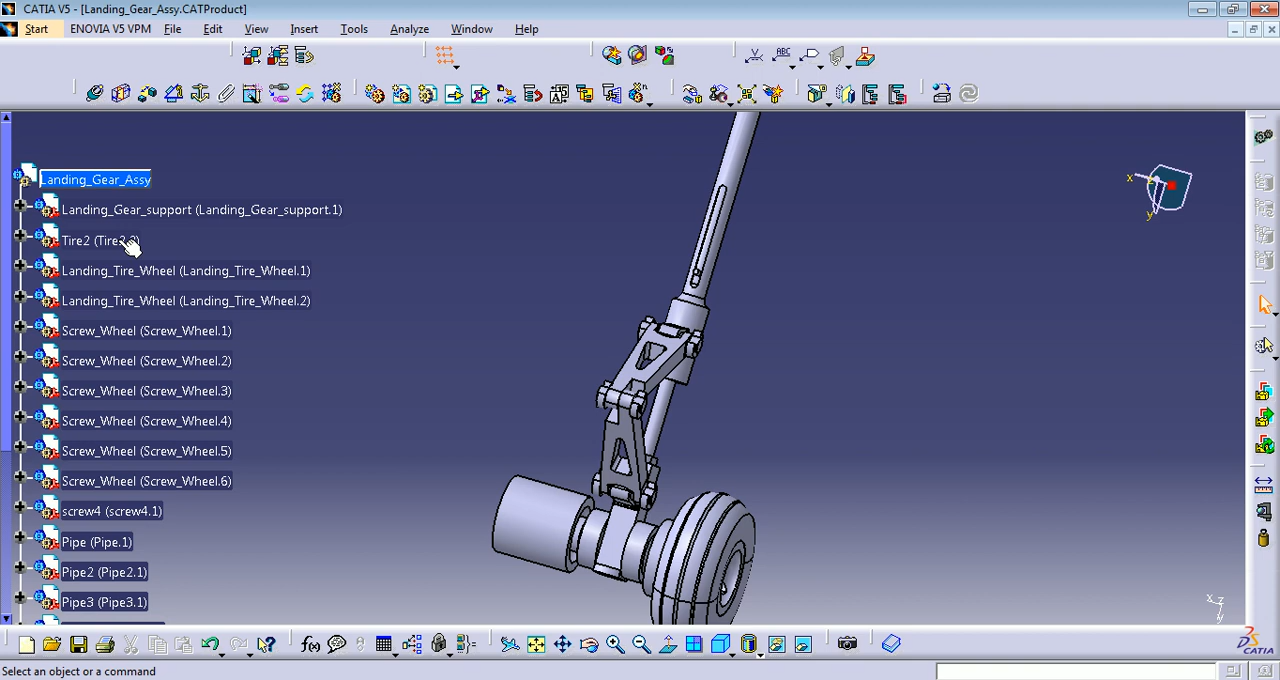 CATIA V5 - [Landing_Gear_Assy.CATProduct]
Start ENOVIA V5 VPM File Edit View Insert Tools Analyze Window Help
ABC
Landing_Gear_Assy
Landing_Gear_support (Landing_Gear_support.1)
Landing_Tire_Wheel (Landing_Tire_Wheel.1)
Landing_Tire_Wheel (Landing_Tire_Wheel.2)
Screw_Wheel (Screw_Wheel.1)
Screw_Wheel (Screw_Wheel.2)
Screw_Wheel (Screw_Wheel.3)
Screw_Wheel (Screw_Wheel.4)
Screw_Wheel (Screw_Wheel.5)
Screw_Wheel (Screw_Wheel.6)
screw4 (screw4.1)
Pipe (Pipe.1)
Pipe2 (Pipe2.1)
Pipe3 (Pipe3.1)
Tire2
x
y
x z
y
f(x)
CATIA
Select an object or a command